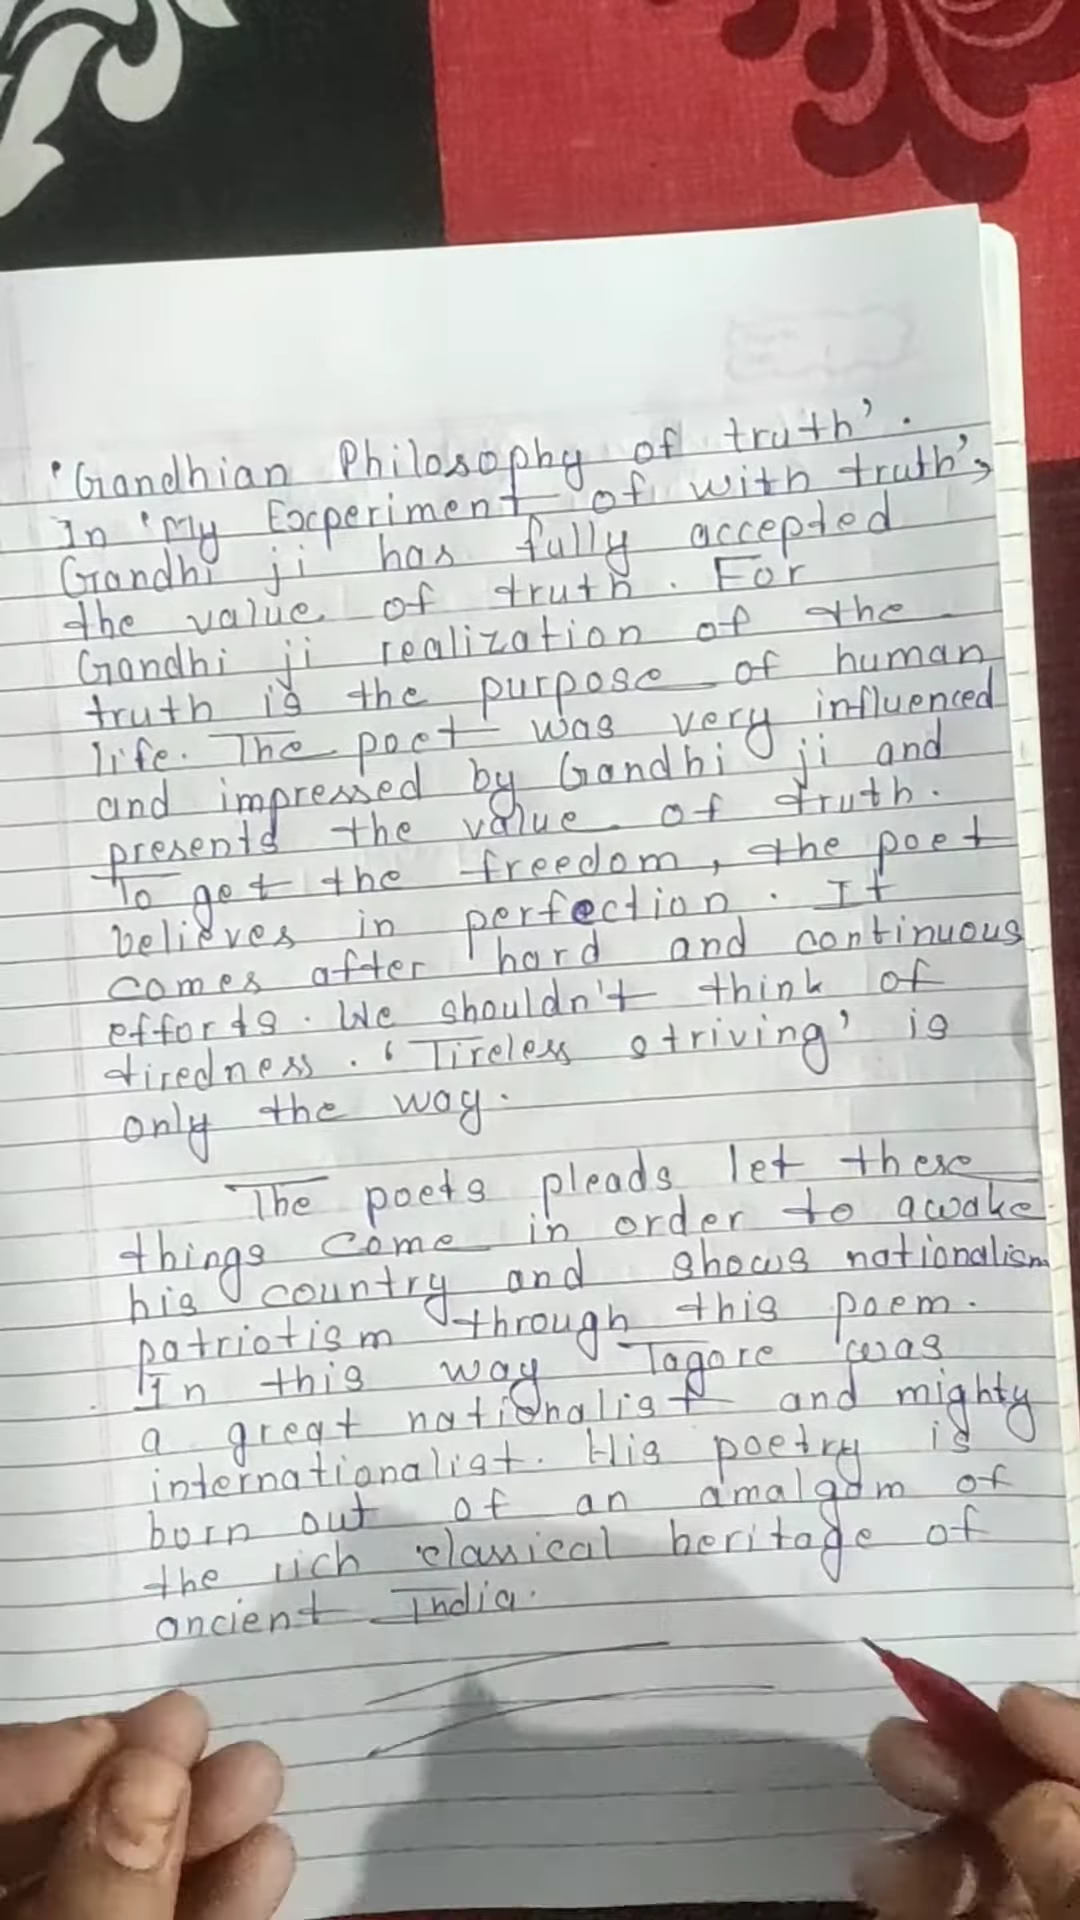 'Gandhian Philosophy of truth'.
In 'My Experiment of with truth',
Gandhi ji has fully accepted
the value of truth. For
Gandhi ji realization of the
truth is the purpose of human
life. The poet was very influenced
and impressed by Gandhi ji and
presents the value of truth.
To get the freedom, the poet
believes in perfection. It
comes after hard and continuous
efforts. We shouldn't think of
tiredness. 'Tireless striving' is
only the way.
The poets pleads let these
things come in order to awake
his country and shows nationalism
patriotism through this poem.
In this way Tagore was
a great nationalist and mighty
internationalist. His poetry is
born out of an amalgam of
the rich classical heritage of
ancient India.